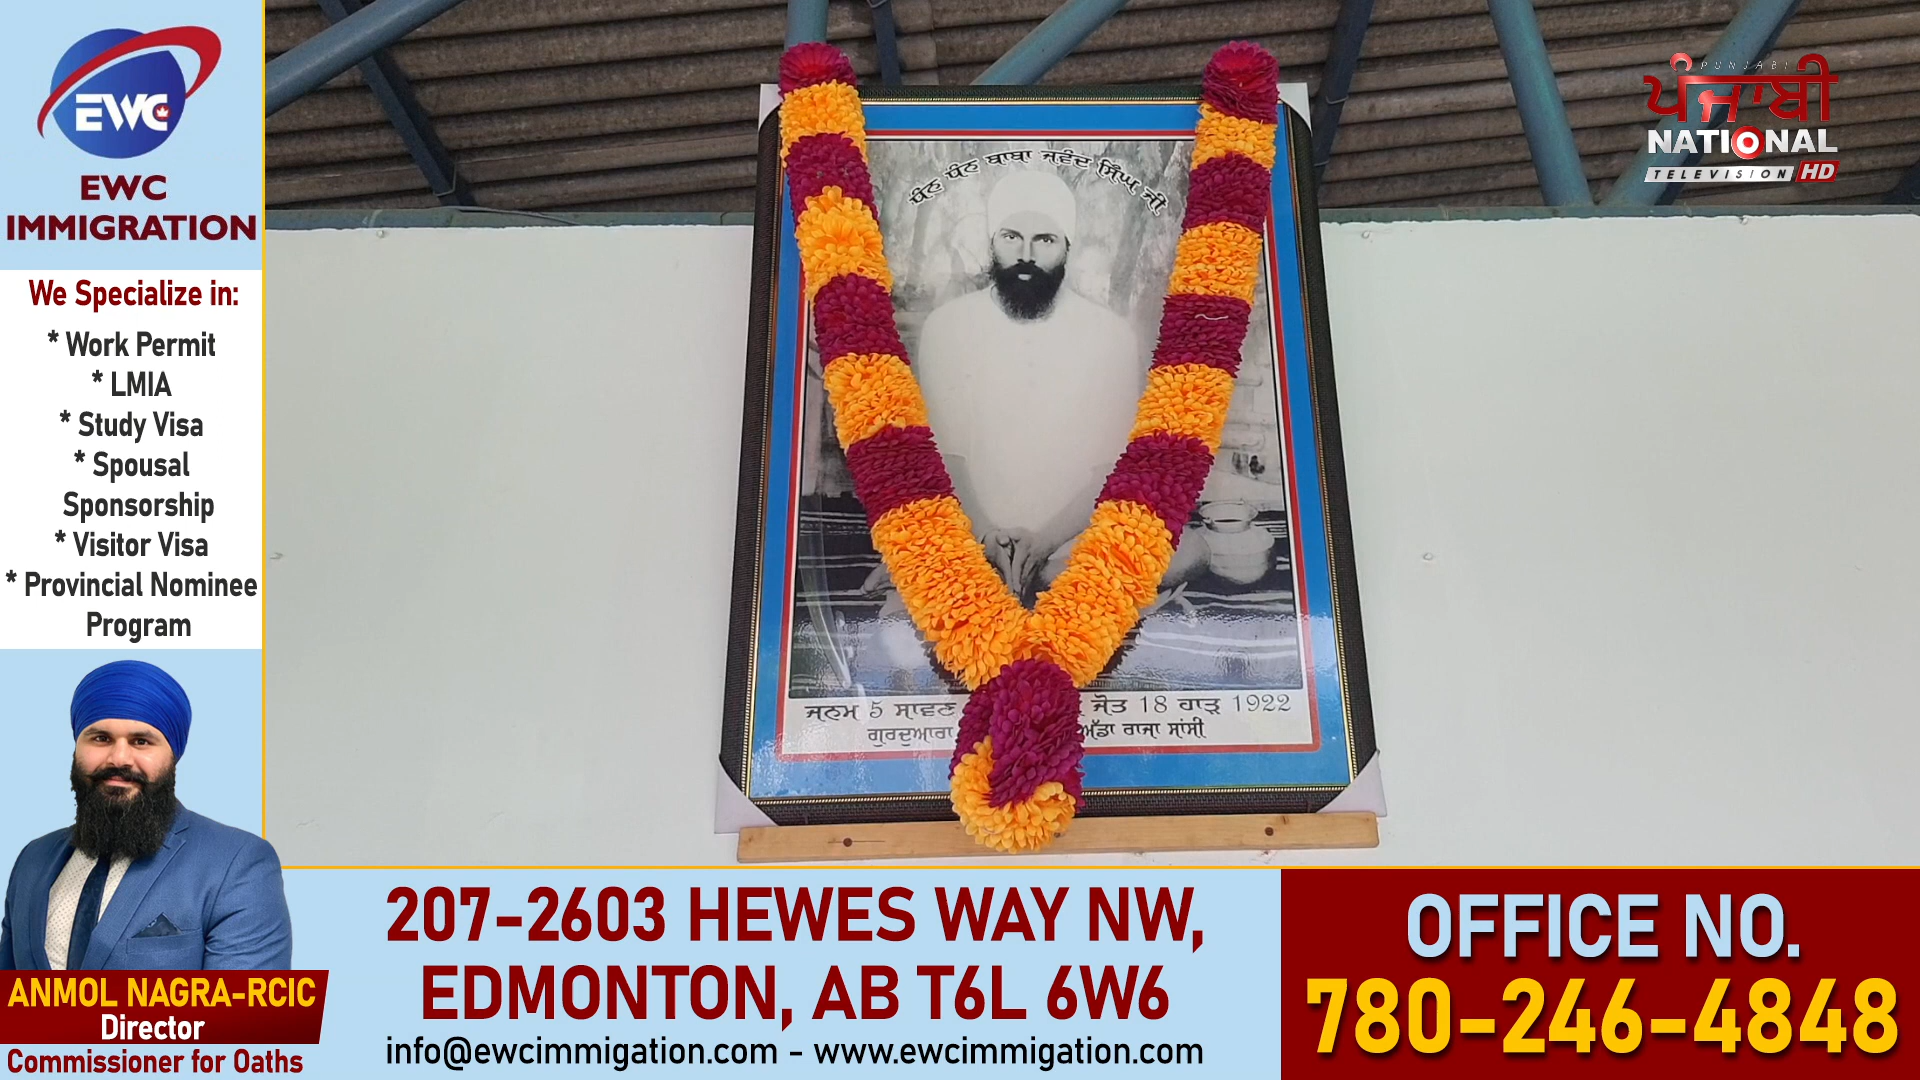 EWC
EWC
IMMIGRATION
We Specialize in:
* Work Permit
* LMIA
* Study Visa
* Spousal
Sponsorship
* Visitor Visa
* Provincial Nominee
Program
ANMOL NAGRA-RCIC
Director
Commissioner for Oaths
ਧੰਨ ਧੰਨ ਬਾਬਾ ਜਵੰਦ ਸਿੰਘ ਜੀ
ਜਨਮ 5 ਸਾਵਣ ਜੋਤ 18 ਹਾੜ 1922
ਗੁਰਦੁਆਰਾ ਅੱਡਾ ਰਾਜਾ ਸਾਂਸੀ
PUNJABI
ਪੰਜਾਬੀ
NATIONAL
TELEVISION HD
207-2603 HEWES WAY NW,
EDMONTON, AB T6L 6W6
info@ewcimmigation.com - www.ewcimmigation.com
OFFICE NO.
780-246-4848